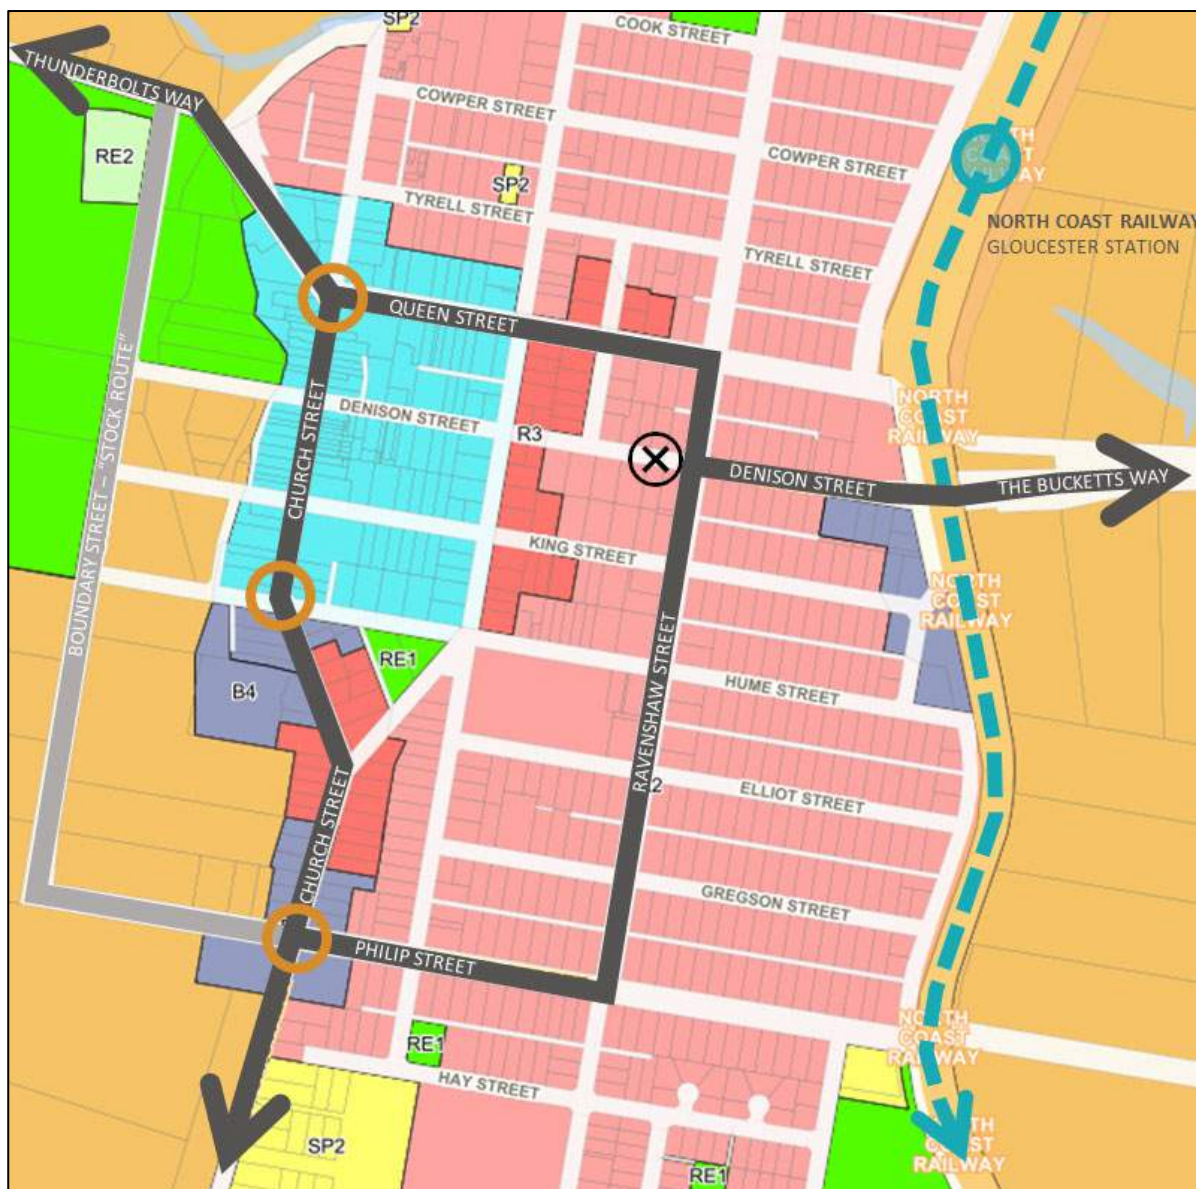 SP2
COOK STREET
THUNDERBOLTS WAY
COWPER STREET
RE2
COWPER STREET
NORTH
COAST
RAILWAY
SP2
TYRELL STREET
NORTH COAST RAILWAY
GLOUCESTER STATION
TYRELL STREET
QUEEN STREET
BOUNDARY STREET – "STOCK ROUTE"
CHURCH STREET
DENISON STREET
R3
NORTH
COAST
RAILWAY
DENISON STREET
THE BUCKETTS WAY
KING STREET
NORTH
COAST
RAILWAY
RE1
B4
HUME STREET
RAVENSHAW STREET
ELLIOT STREET
CHURCH STREET
GREGSON STREET
PHILIP STREET
NORTH
COAST
RAILWAY
RE1
HAY STREET
SP2
RE1
NORTH
COAST
RAILWAY